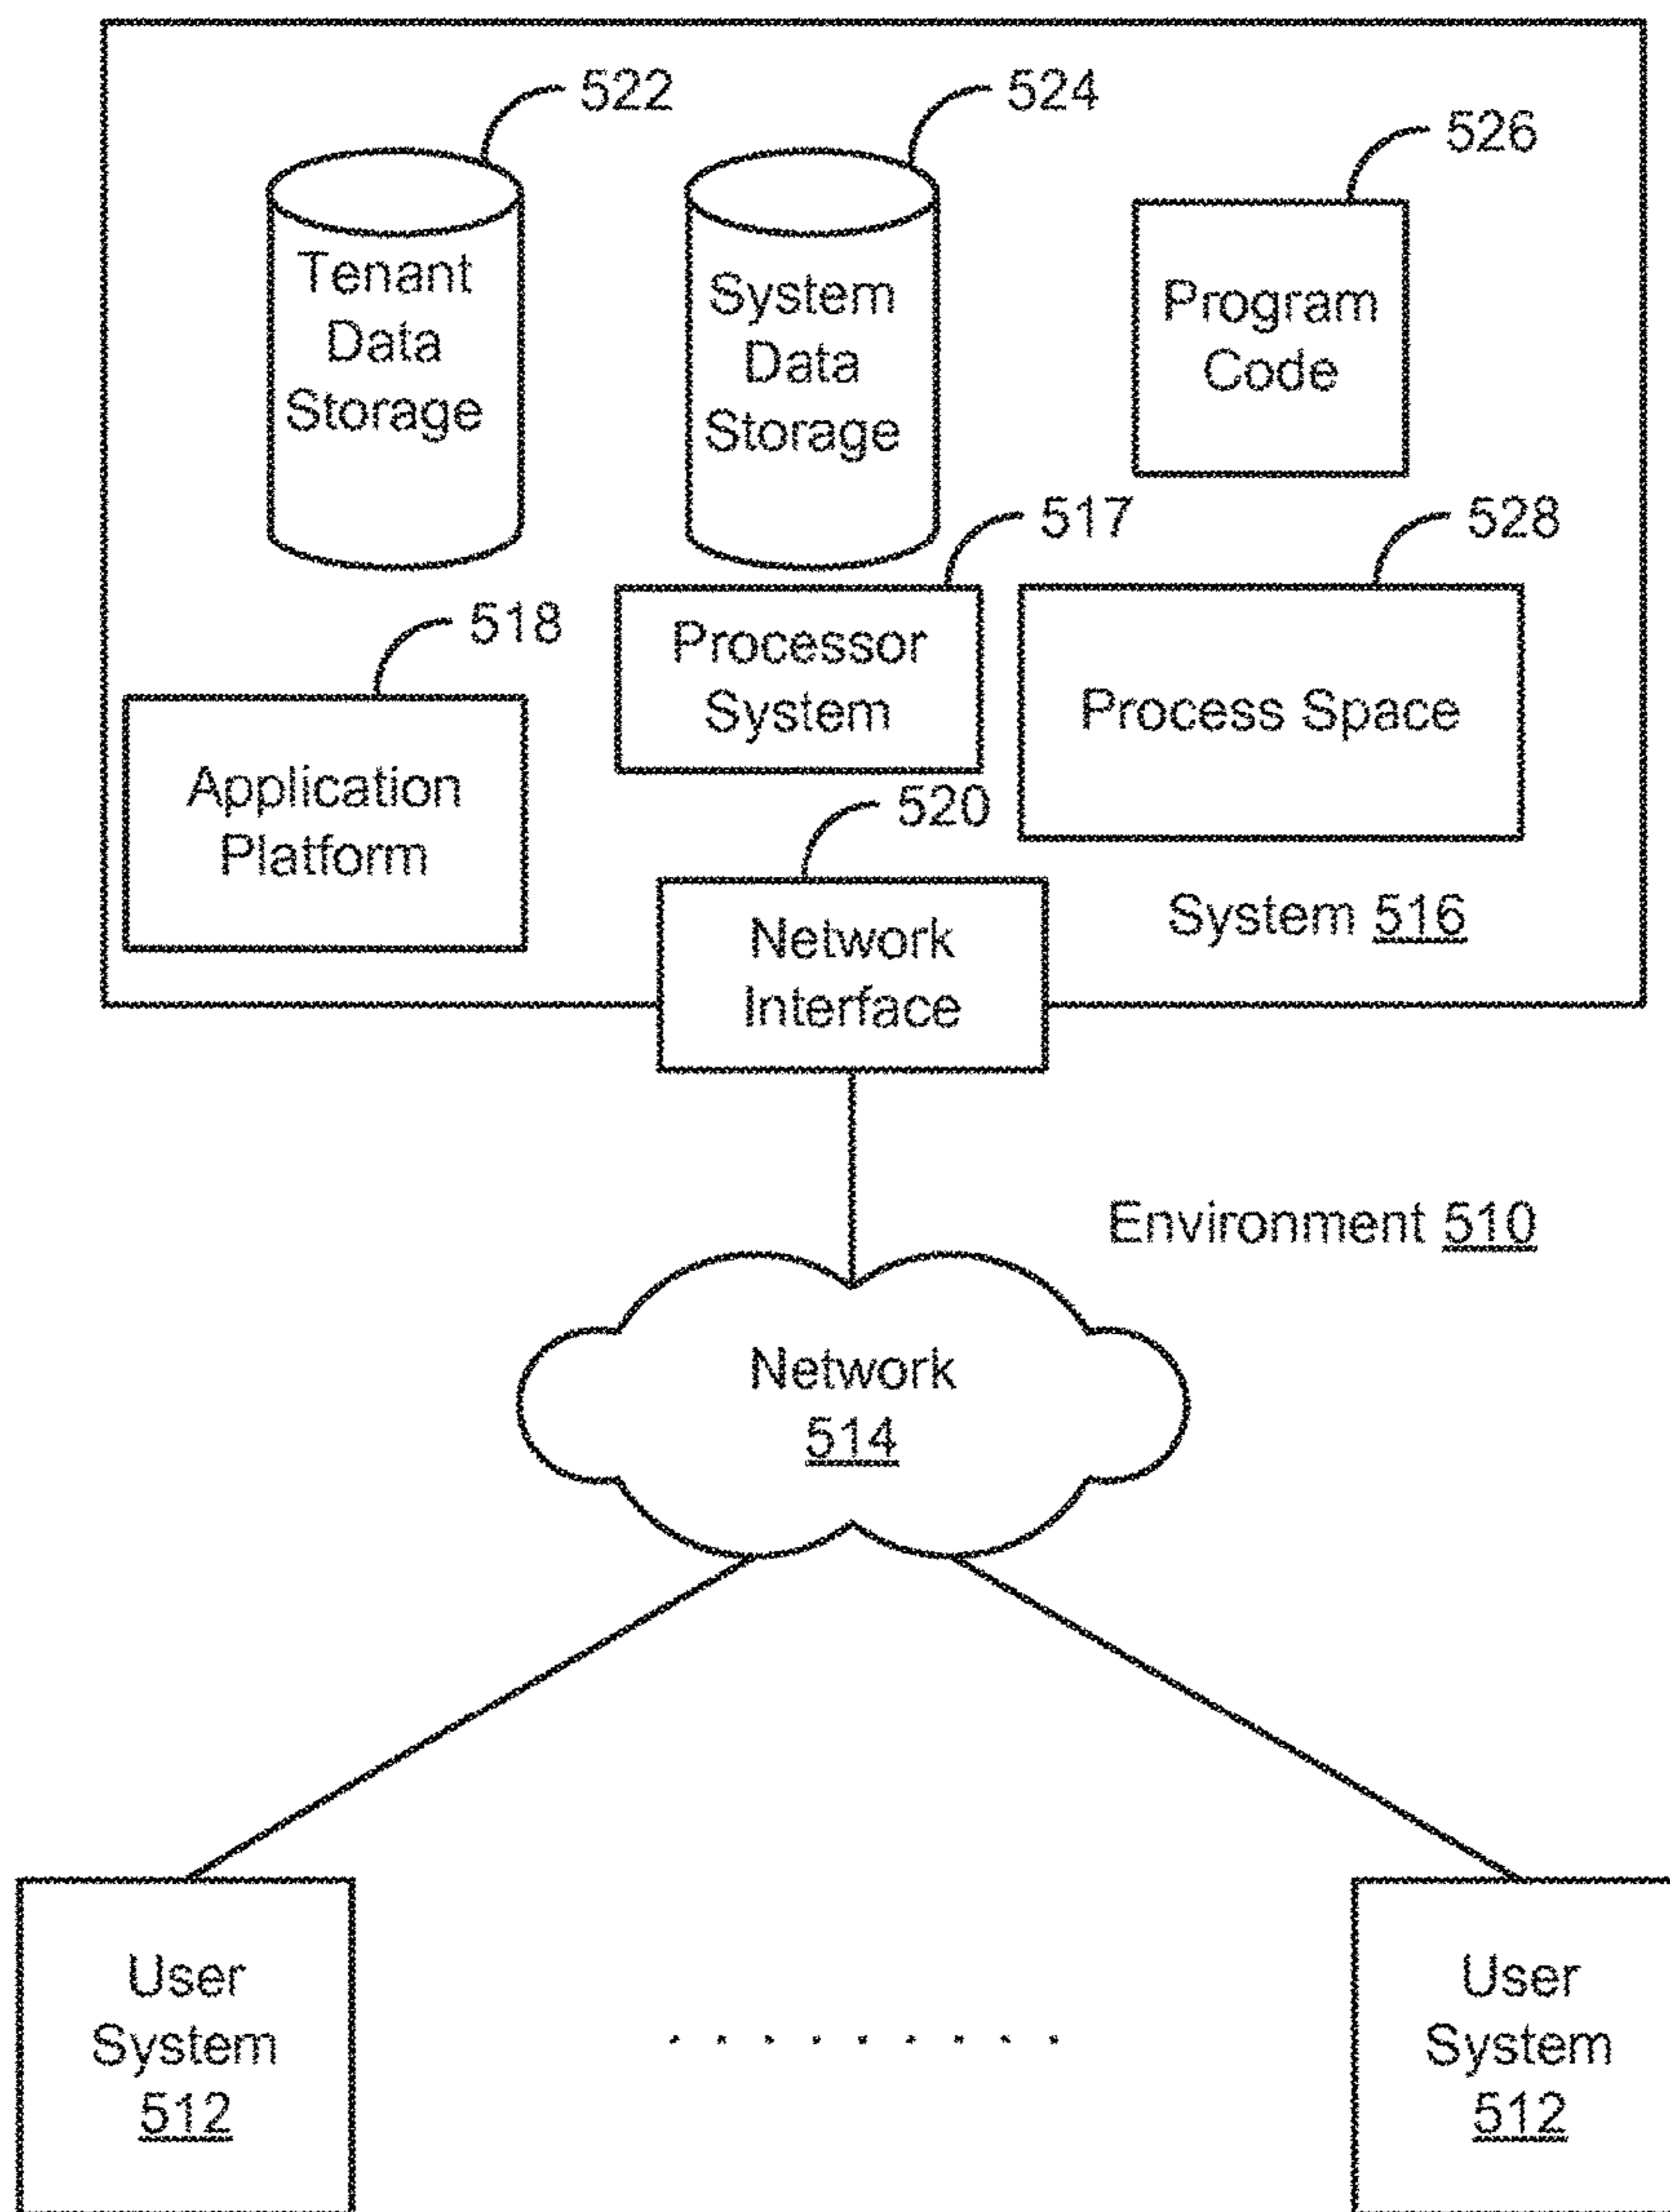 522
524
526
Tenant
Data
Storage
System
Data
Storage
Program
Code
517
528
518
Processor
System
Process Space
Application
Platform
520
Network
Interface
System 516
Environment 510
Network
514
User
System
512
User
System
512